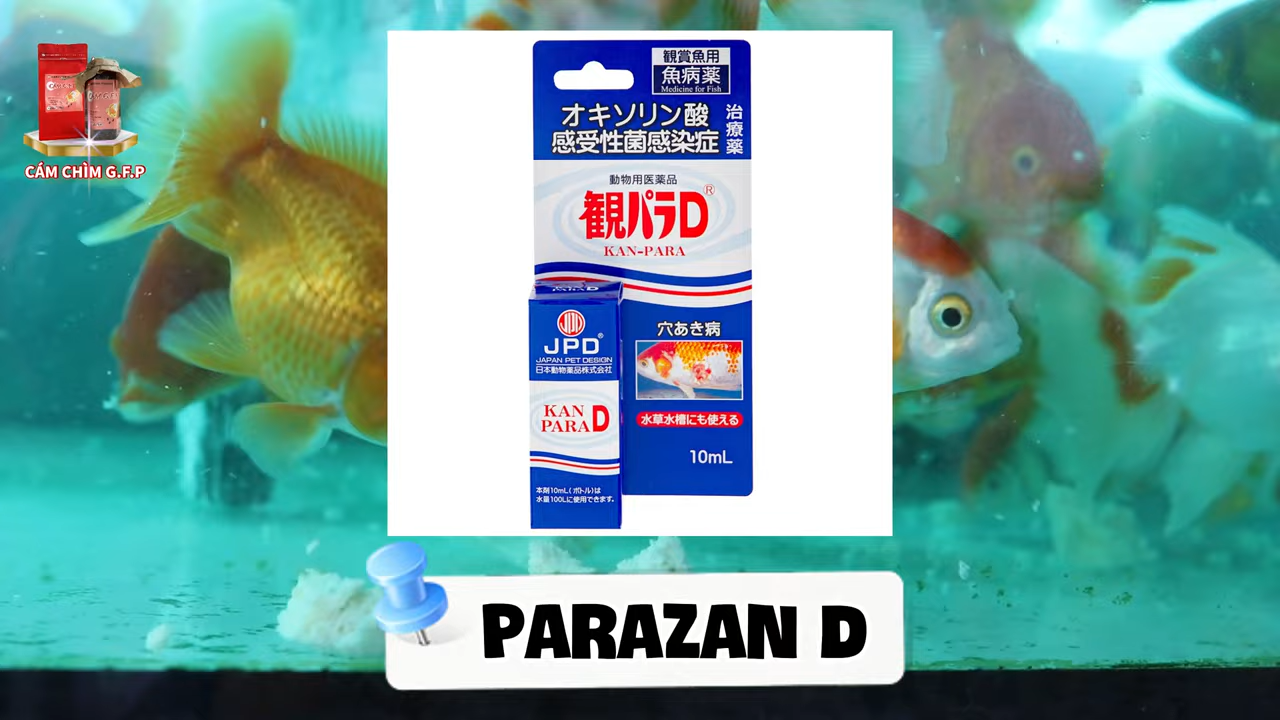 CÁM CHÌM G.F.P
観賞魚用
魚病薬
Medicine for Fish
オキソリン酸
感受性菌感染症
治療薬
動物用医薬品
観パラD®
KAN-PARA
PARA D
JPD
JPD®
JAPAN PET DESIGN
日本動物薬品株式会社
KAN
PARA D
本剤10mL(ボトル)は
水量100Lに使用できます。
穴あき病
水草水槽にも使える
10mL
PARAZAN D